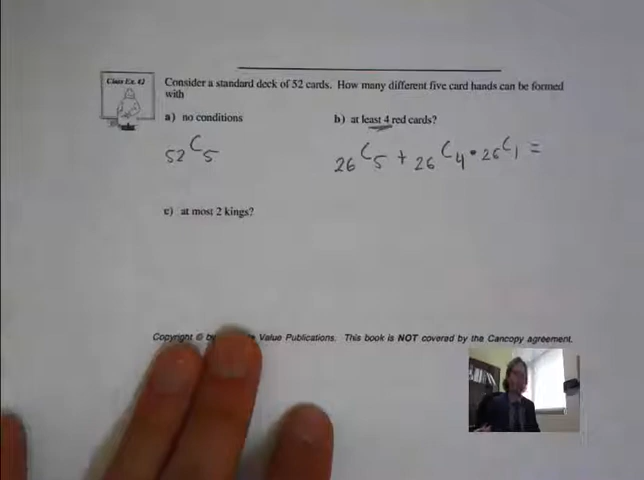 Class Ex. #2
Consider a standard deck of 52 cards. How many different five card hands can be formed
with
a) no conditions
b) at least 4 red cards?
52C5
26C5 + 26C4 • 26C1 =
c) at most 2 kings?
Copyright © by Value Publications. This book is NOT covered by the Cancopy agreement.